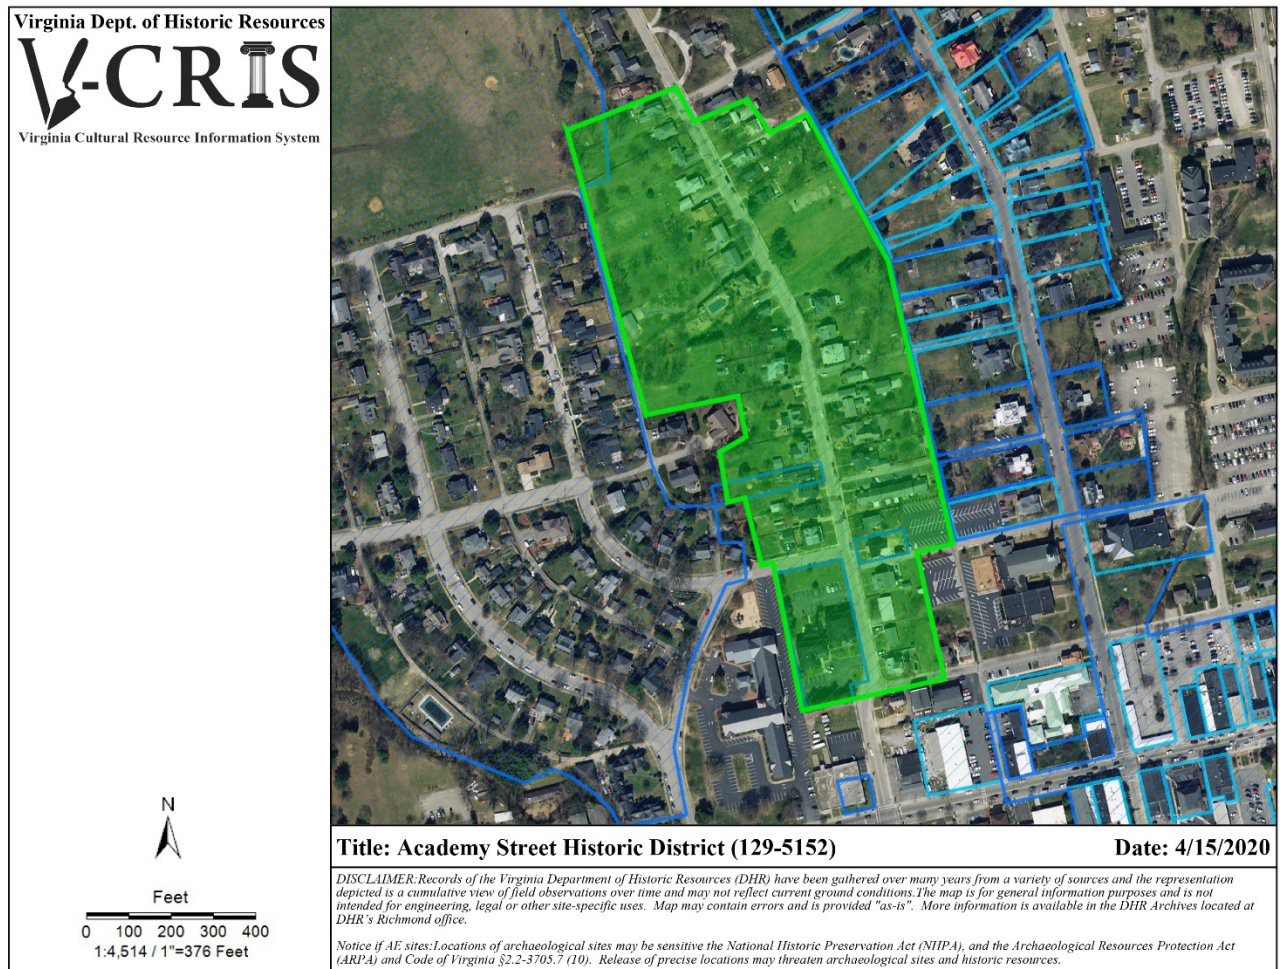 Virginia Dept. of Historic Resources
V-CRIS
Virginia Cultural Resource Information System
N
Feet
0 100 200 300 400
1:4,514 / 1"=376 Feet
Title: Academy Street Historic District (129-5152)
Date: 4/15/2020
DISCLAIMER:Records of the Virginia Department of Historic Resources (DHR) have been gathered over many years from a variety of sources and the representation
depicted is a cumulative view of field observations over time and may not reflect current ground conditions.The map is for general information purposes and is not
intended for engineering, legal or other site-specific uses.  Map may contain errors and is provided "as-is".  More information is available in the DHR Archives located at
DHR's Richmond office.
Notice if AE sites:Locations of archaeological sites may be sensitive the National Historic Preservation Act (NHPA), and the Archaeological Resources Protection Act
(ARPA) and Code of Virginia §2.2-3705.7 (10).  Release of precise locations may threaten archaeological sites and historic resources.